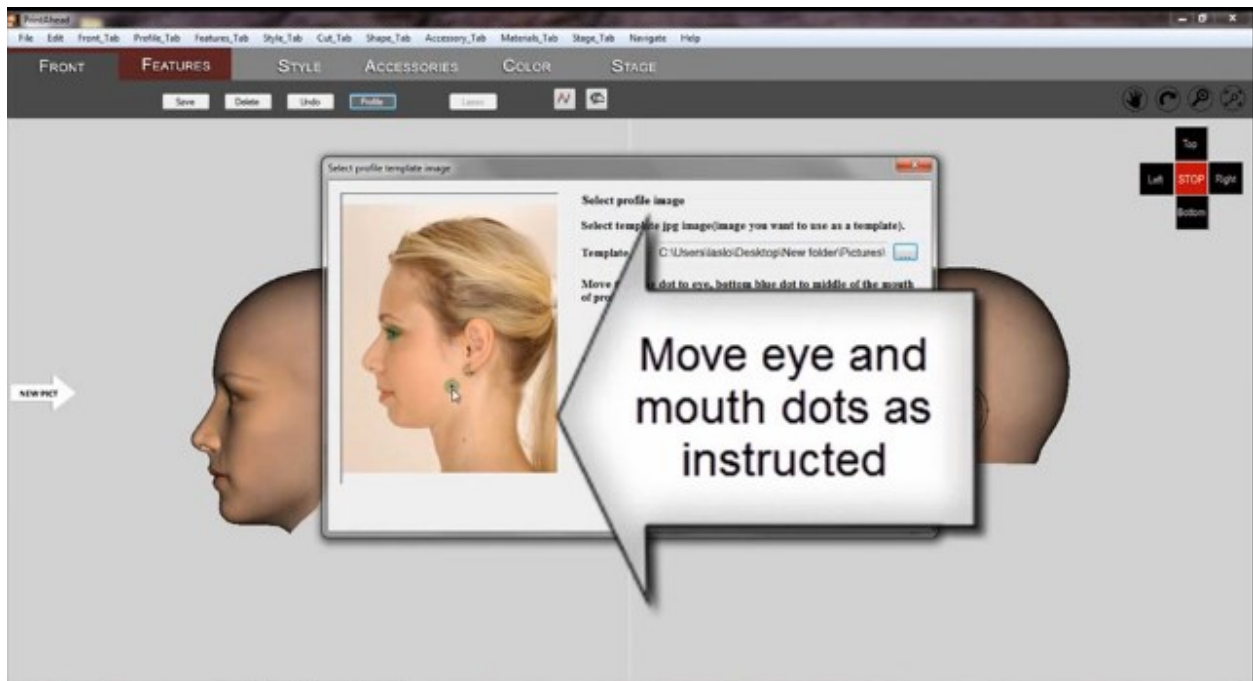 PrintAhead
File Edit Front_Tab Profile_Tab Features_Tab Style_Tab Cut_Tab Shape_Tab Accessory_Tab Materials_Tab Stage_Tab Navigate Help
FRONT FEATURES STYLE ACCESSORIES COLOR STAGE
Save Delete Undo Profile
Top
Left STOP Right
Bottom
Select profile template image
Select profile image
Select template jpg image(image you want to use as a template).
Template C:\Users\laslo\Desktop\New folder\Pictures\ ...
Move dot to eye, bottom blue dot to middle of the mouth
of
NEW PICT
Move eye and
mouth dots as
instructed